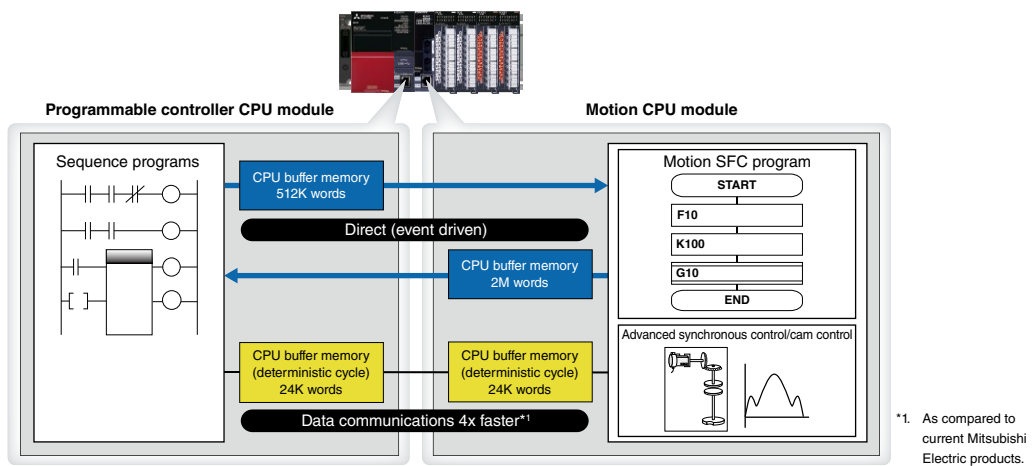 Programmable controller CPU module
Motion CPU module
Sequence programs
CPU buffer memory
512K words
Direct (event driven)
CPU buffer memory
2M words
CPU buffer memory
(deterministic cycle)
24K words
CPU buffer memory
(deterministic cycle)
24K words
Data communications 4x faster*1
Motion SFC program
START
F10
K100
G10
END
Advanced synchronous control/cam control
*1. As compared to
current Mitsubishi
Electric products.